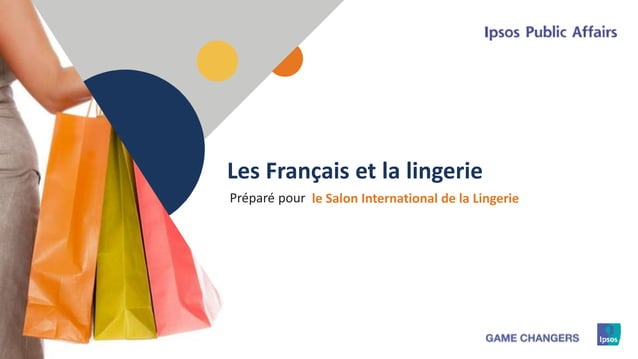 Ipsos Public Affairs
Les Français et la lingerie
Préparé pour le Salon International de la Lingerie
GAME CHANGERS
Ipsos